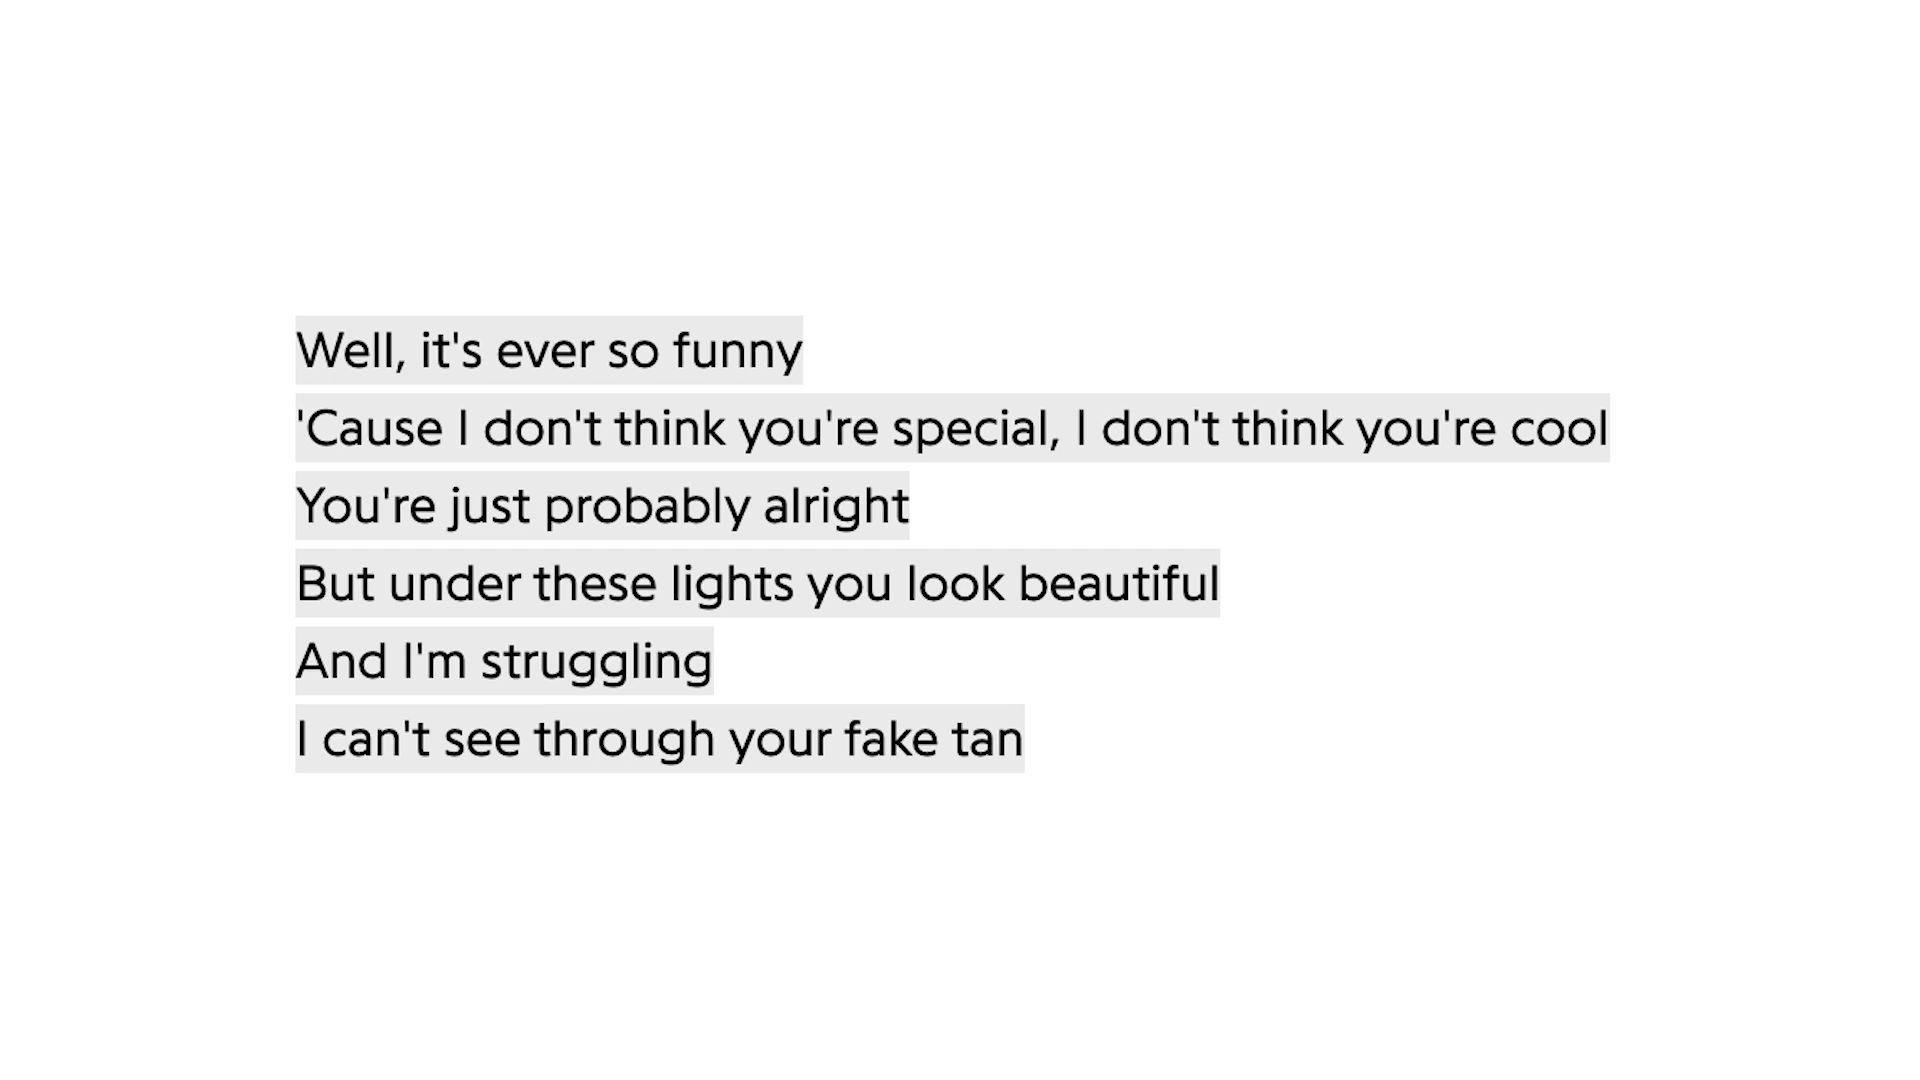 Well, it's ever so funny
'Cause I don't think you're special, I don't think you're cool
You're just probably alright
But under these lights you look beautiful
And I'm struggling
I can't see through your fake tan